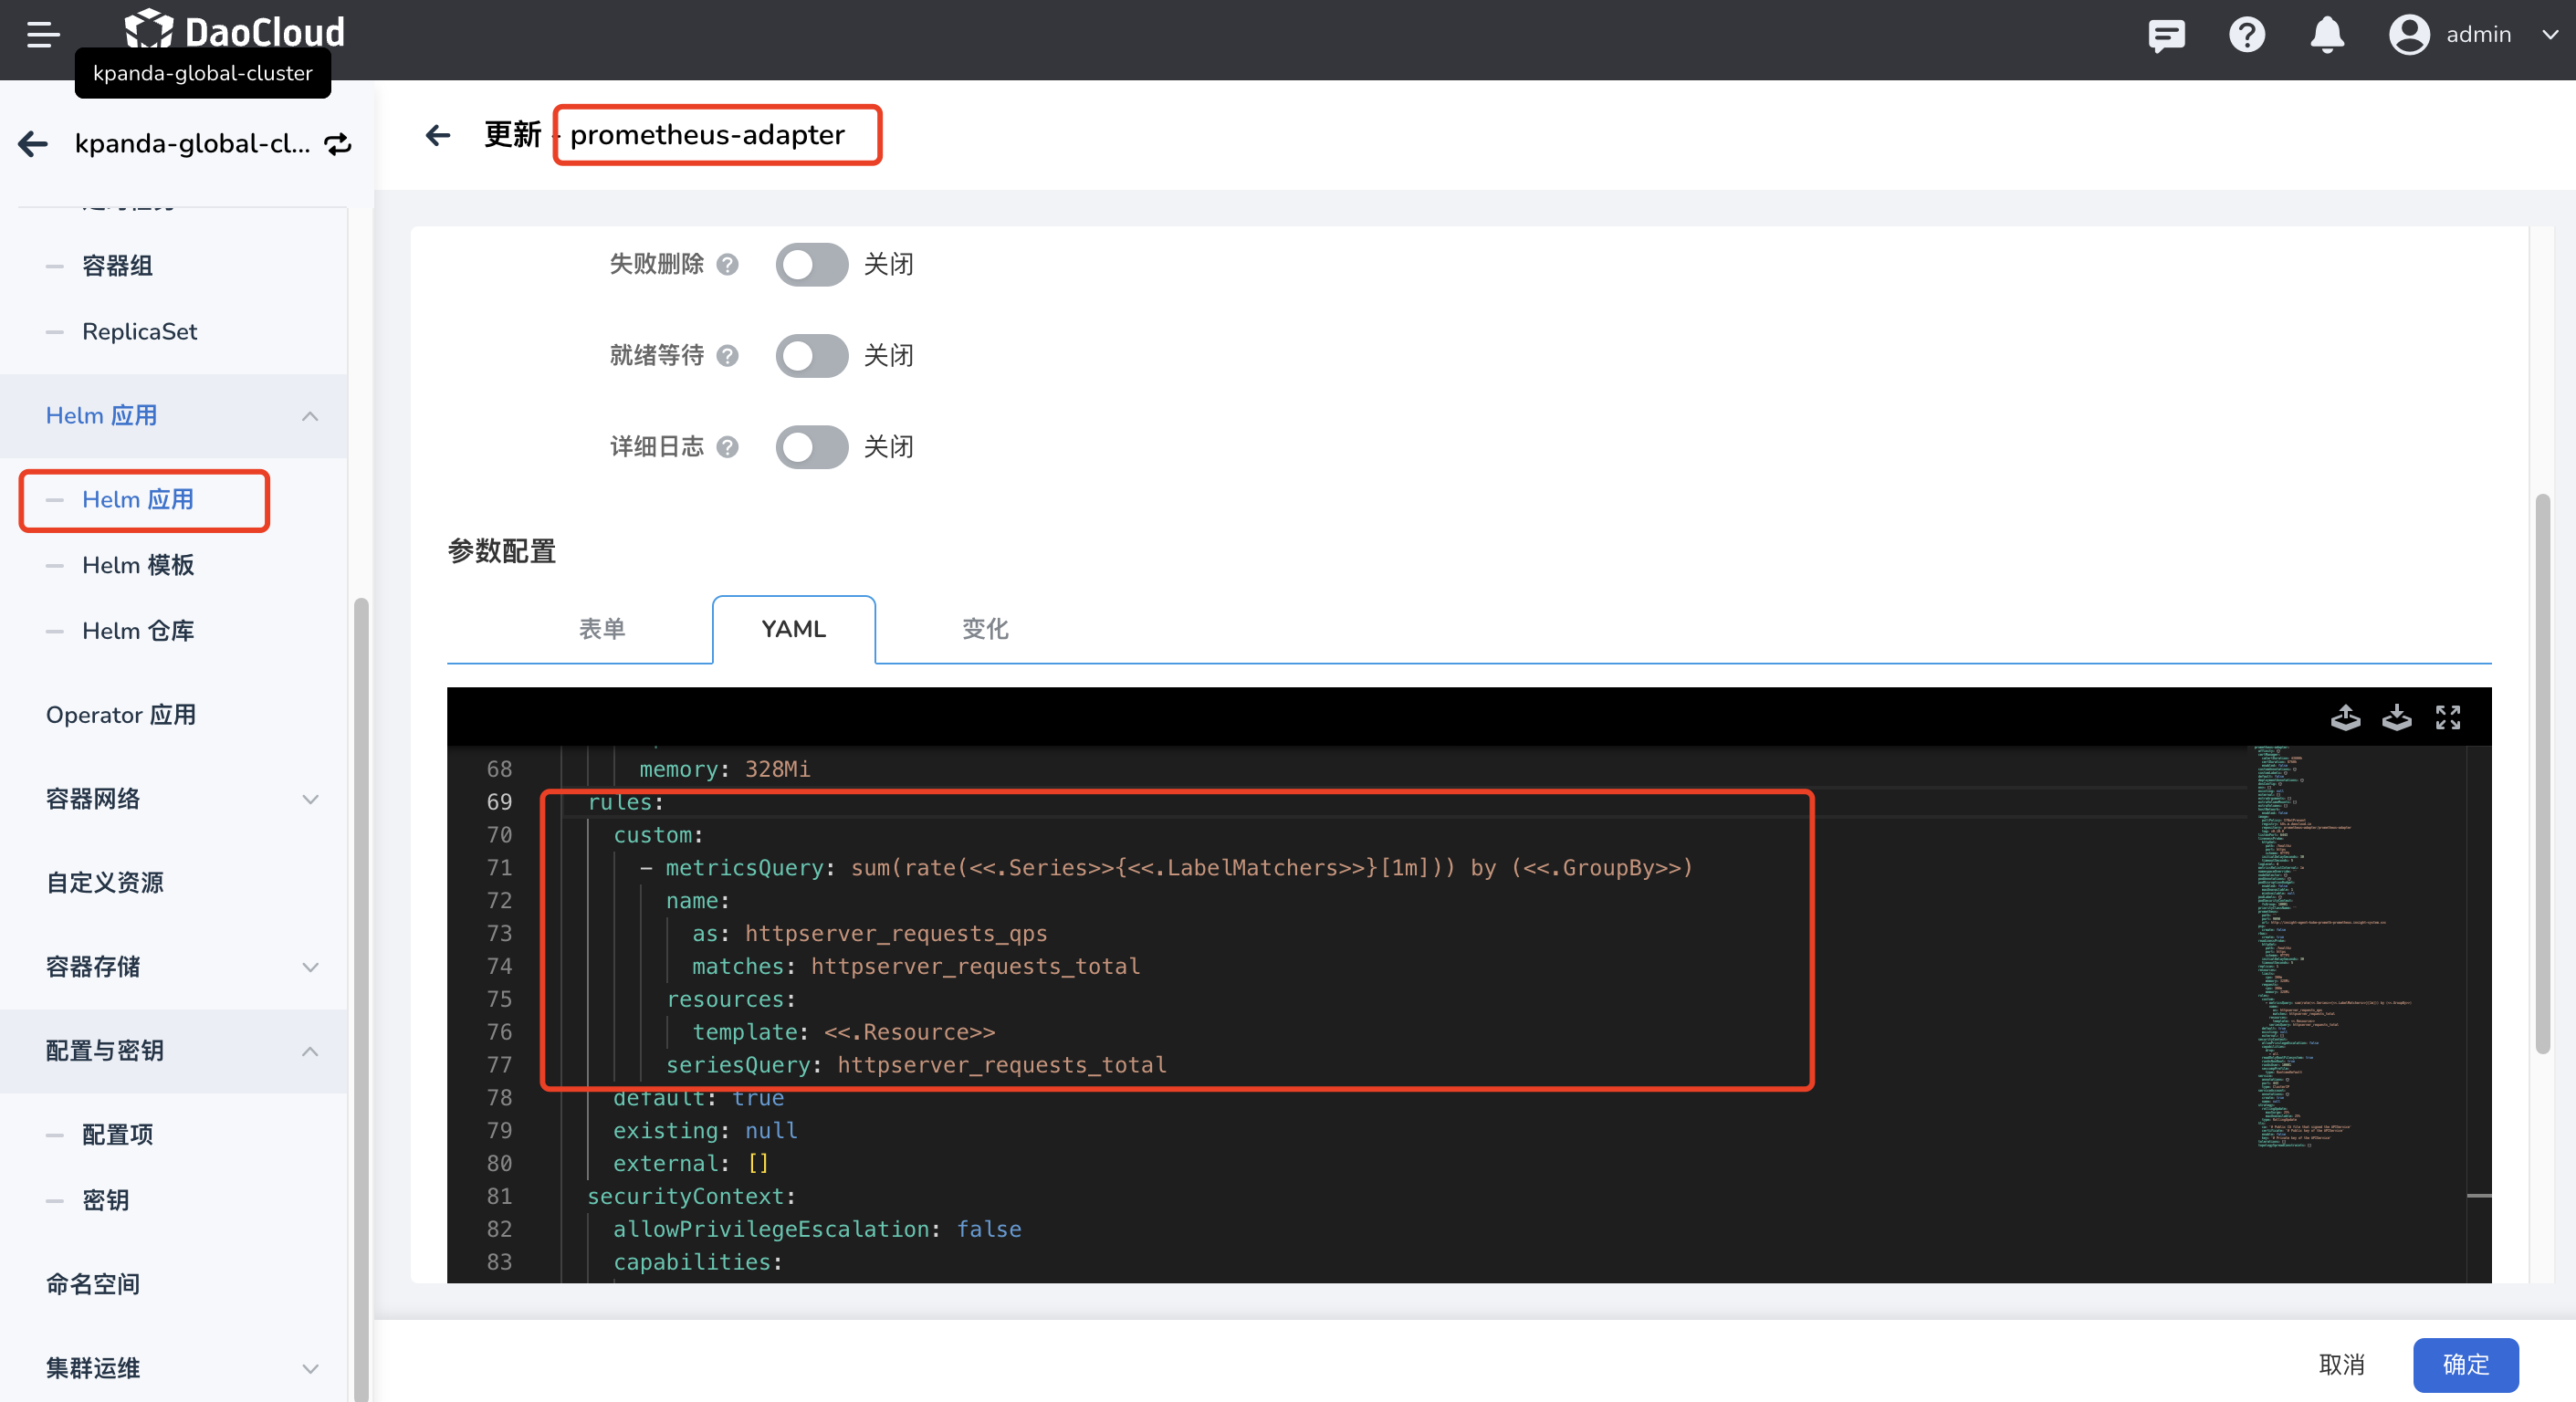 DaoCloud
admin
kpanda-global-cluster
kpanda-global-cl...
更新 - prometheus-adapter
容器组
ReplicaSet
Helm 应用
Helm 应用
Helm 模板
Helm 仓库
Operator 应用
容器网络
自定义资源
容器存储
配置与密钥
配置项
密钥
命名空间
集群运维
失败删除 ? 关闭
就绪等待 ? 关闭
详细日志 ? 关闭
参数配置
表单 YAML 变化
68 memory: 328Mi
69 rules:
70 custom:
71 - metricsQuery: sum(rate(<<.Series>>{<<.LabelMatchers>>}[1m])) by (<<.GroupBy>>)
72 name:
73 as: httpserver_requests_qps
74 matches: httpserver_requests_total
75 resources:
76 template: <<.Resource>>
77 seriesQuery: httpserver_requests_total
78 default: true
79 existing: null
80 external: []
81 securityContext:
82 allowPrivilegeEscalation: false
83 capabilities:
取消 确定